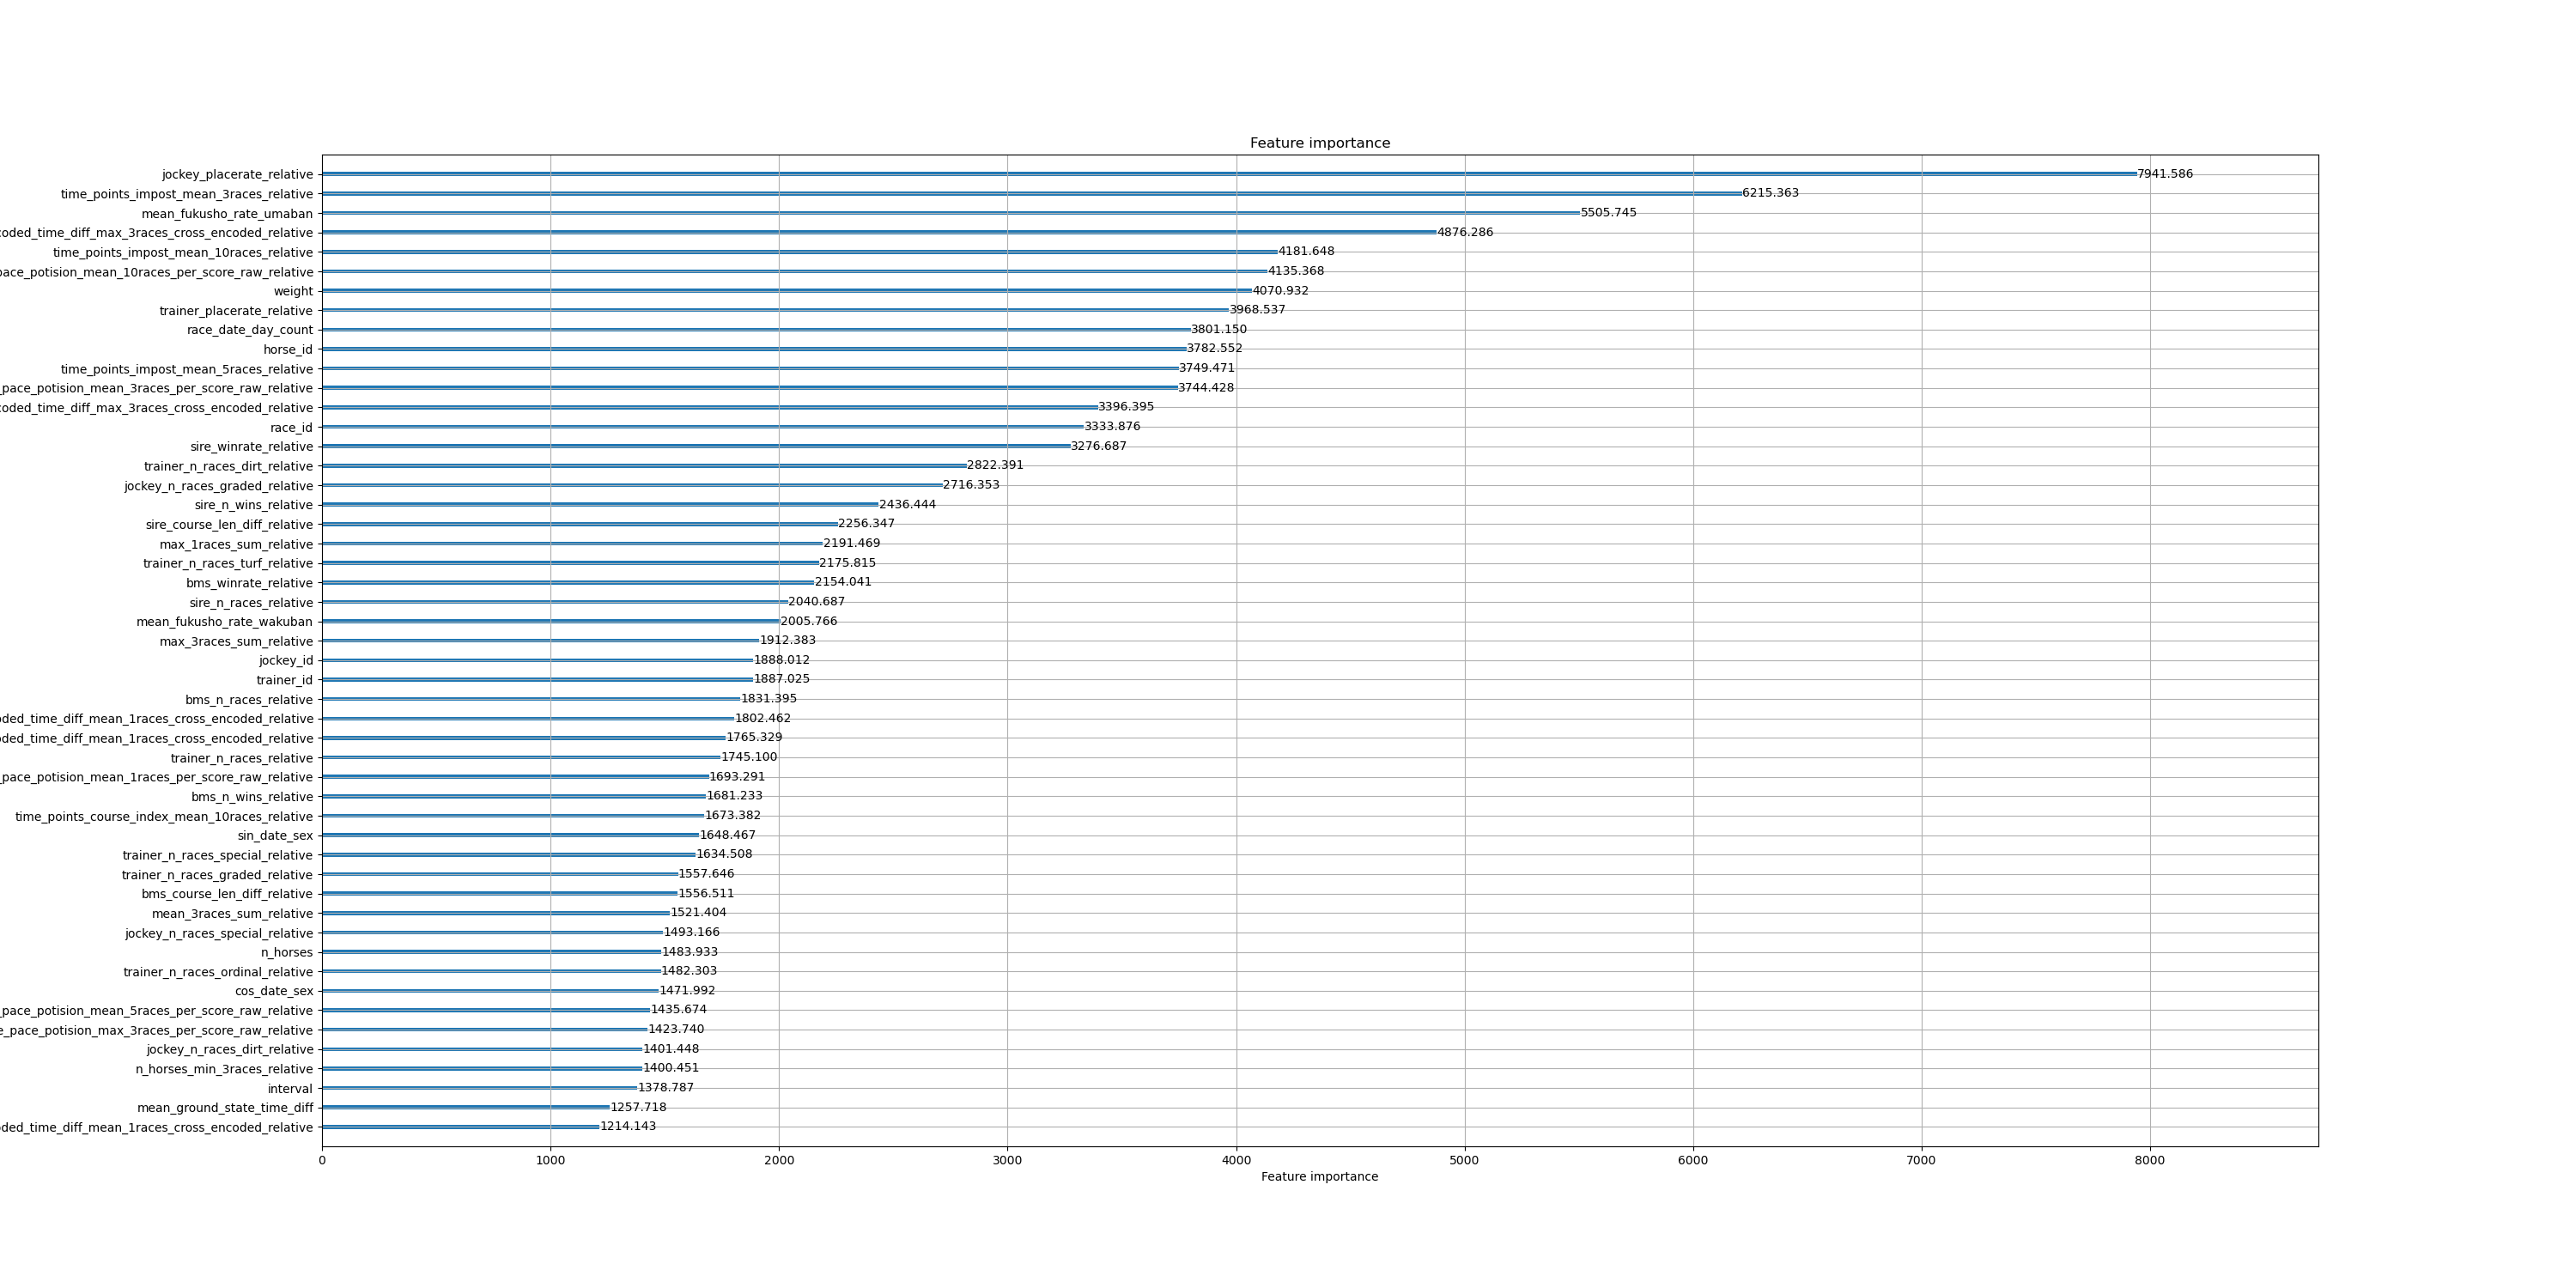 Feature importance
jockey_placerate_relative 7941.586
time_points_impost_mean_3races_relative 6215.363
mean_fukusho_rate_umaban 5505.745
coded_time_diff_max_3races_cross_encoded_relative 4876.286
time_points_impost_mean_10races_relative 4181.648
pace_potision_mean_10races_per_score_raw_relative 4135.368
weight 4070.932
trainer_placerate_relative 3968.537
race_date_day_count 3801.150
horse_id 3782.552
time_points_impost_mean_5races_relative 3749.471
_pace_potision_mean_3races_per_score_raw_relative 3744.428
coded_time_diff_max_3races_cross_encoded_relative 3396.395
race_id 3333.876
sire_winrate_relative 3276.687
trainer_n_races_dirt_relative 2822.391
jockey_n_races_graded_relative 2716.353
sire_n_wins_relative 2436.444
sire_course_len_diff_relative 2256.347
max_1races_sum_relative 2191.469
trainer_n_races_turf_relative 2175.815
bms_winrate_relative 2154.041
sire_n_races_relative 2040.687
mean_fukusho_rate_wakuban 2005.766
max_3races_sum_relative 1912.383
jockey_id 1888.012
trainer_id 1887.025
bms_n_races_relative 1831.395
oded_time_diff_mean_1races_cross_encoded_relative 1802.462
oded_time_diff_mean_1races_cross_encoded_relative 1765.329
trainer_n_races_relative 1745.100
_pace_potision_mean_1races_per_score_raw_relative 1693.291
bms_n_wins_relative 1681.233
time_points_course_index_mean_10races_relative 1673.382
sin_date_sex 1648.467
trainer_n_races_special_relative 1634.508
trainer_n_races_graded_relative 1557.646
bms_course_len_diff_relative 1556.511
mean_3races_sum_relative 1521.404
jockey_n_races_special_relative 1493.166
n_horses 1483.933
trainer_n_races_ordinal_relative 1482.303
cos_date_sex 1471.992
_pace_potision_mean_5races_per_score_raw_relative 1435.674
e_pace_potision_max_3races_per_score_raw_relative 1423.740
jockey_n_races_dirt_relative 1401.448
n_horses_min_3races_relative 1400.451
interval 1378.787
mean_ground_state_time_diff 1257.718
oded_time_diff_mean_1races_cross_encoded_relative 1214.143
0 1000 2000 3000 4000 5000 6000 7000 8000
Feature importance